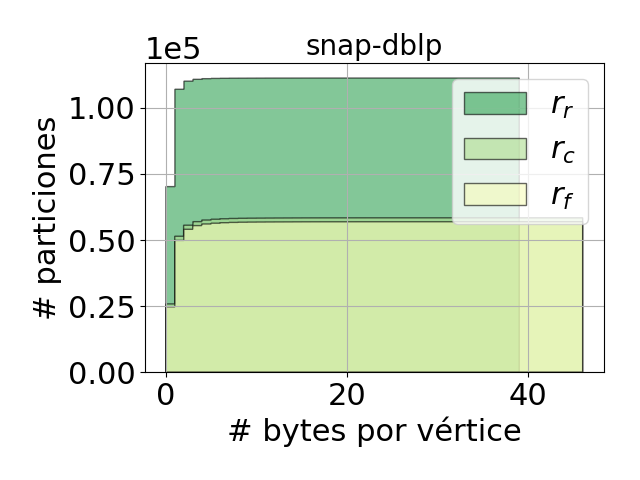 snap-dblp
1e5
# particiones
1.00
0.75
0.50
0.25
0.00
0 20 40
# bytes por vértice
r_r
r_c
r_f